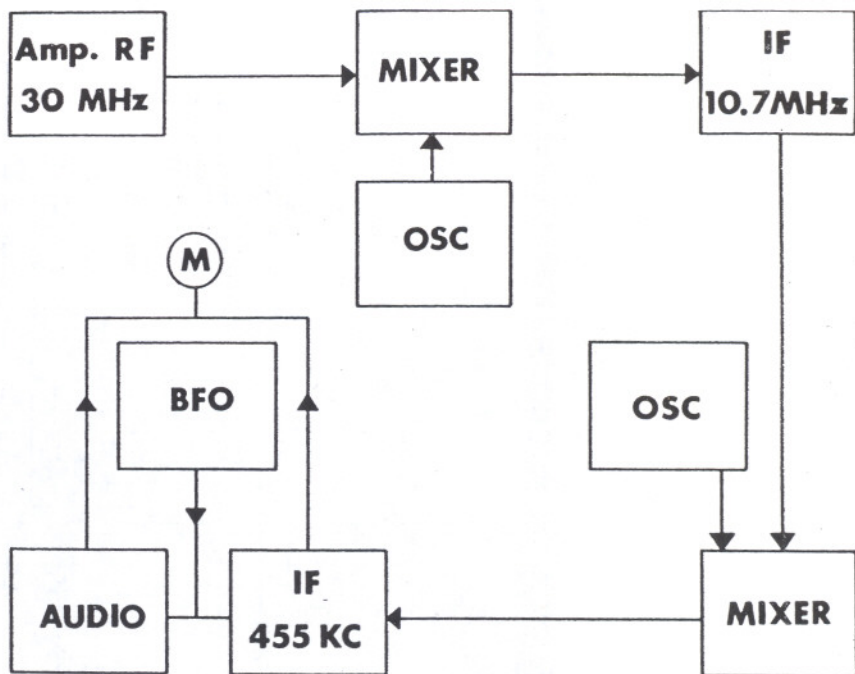 Amp. RF
30 MHz
MIXER
IF
10.7MHz
OSC
M
BFO
OSC
AUDIO
IF
455 KC
MIXER